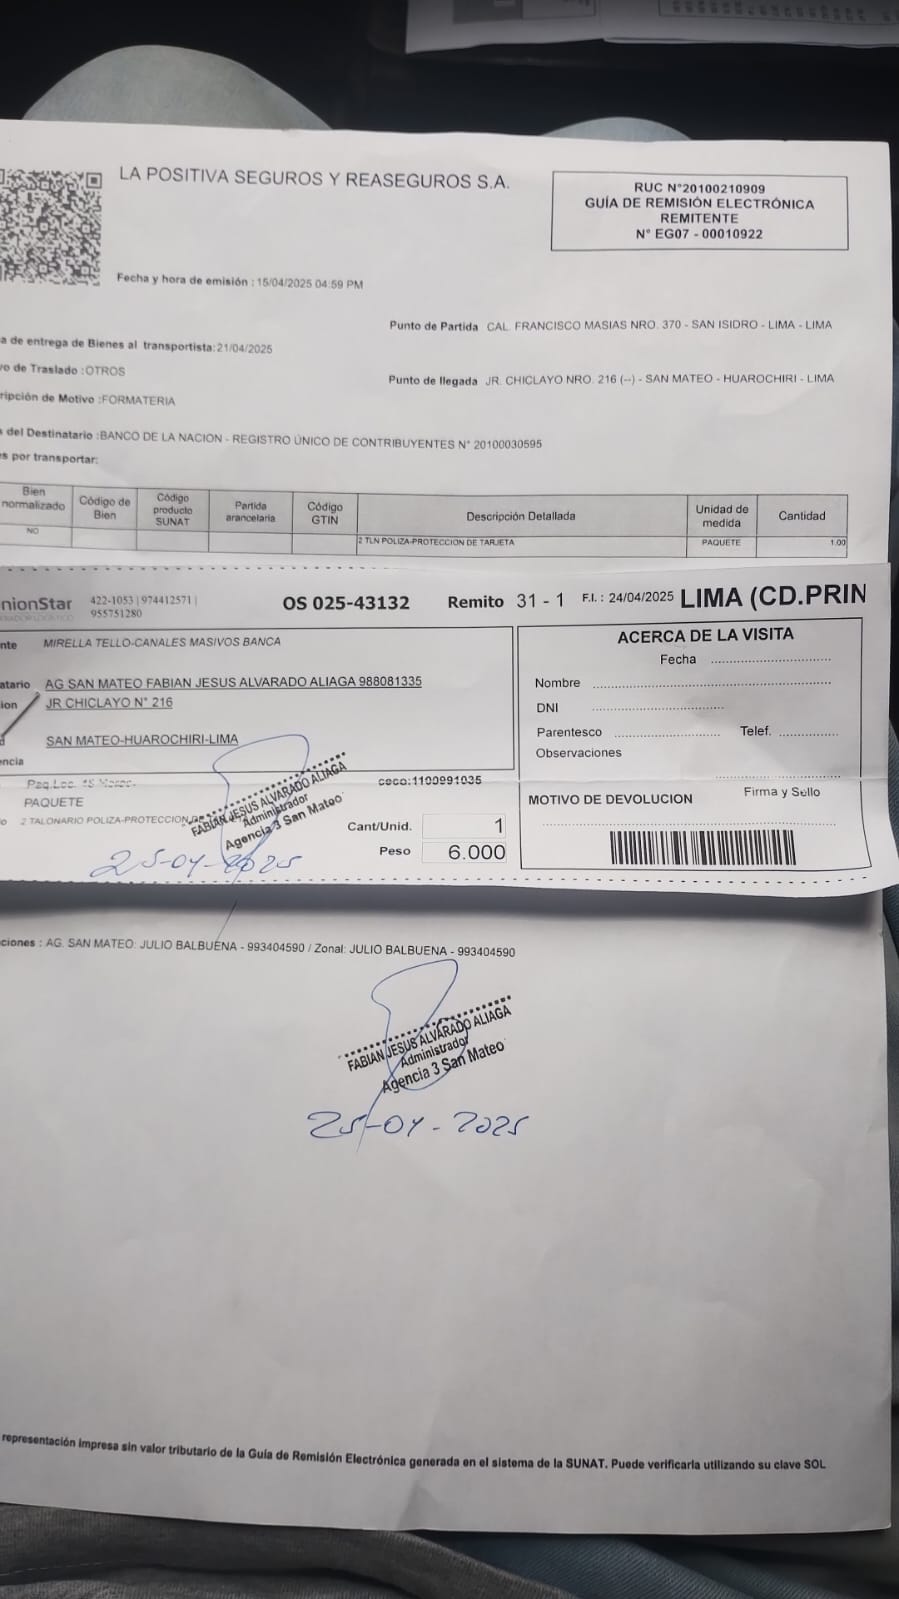 LA POSITIVA SEGUROS Y REASEGUROS S.A.
RUC N°20100210909
GUÍA DE REMISIÓN ELECTRÓNICA
REMITENTE
N° EG07 - 00010922
Fecha y hora de emisión : 15/04/2025 04:59 PM
Punto de Partida CAL. FRANCISCO MASIAS NRO. 370 - SAN ISIDRO - LIMA - LIMA
a de entrega de Bienes al transportista:21/04/2025
vo de Traslado :OTROS
Punto de llegada JR. CHICLAYO NRO. 216 (--) - SAN MATEO - HUAROCHIRI - LIMA
ripción de Motivo :FORMATERIA
s del Destinatario :BANCO DE LA NACION - REGISTRO ÚNICO DE CONTRIBUYENTES N° 20100030595
s por transportar:
Bien normalizado Código de Bien Código producto SUNAT Partida arancelaria Código GTIN Descripción Detallada Unidad de medida Cantidad
NO 2 TLN POLIZA-PROTECCION DE TARJETA PAQUETE 1.00
nionStar 422-1053 | 974412571 | OS 025-43132 Remito 31 - 1 F.I. : 24/04/2025 LIMA (CD.PRIN
955751280
nte MIRELLA TELLO-CANALES MASIVOS BANCA
ACERCA DE LA VISITA
Fecha
atario AG SAN MATEO FABIAN JESUS ALVARADO ALIAGA 988081335
Nombre
ion JR CHICLAYO N° 216
DNI
SAN MATEO-HUAROCHIRI-LIMA
Parentesco Telef.
encia
Observaciones
Paq.Loc. ceco:1100991035
PAQUETE
2 TALONARIO POLIZA-PROTECCION
FABIAN JESUS ALVARADO ALIAGA
Administrador
Agencia 3 San Mateo
25-04-2025
Cant/Unid. 1
Peso 6.000
Firma y Sello
MOTIVO DE DEVOLUCION
ciones : AG. SAN MATEO: JULIO BALBUENA - 993404590 / Zonal: JULIO BALBUENA - 993404590
FABIAN JESUS ALVARADO ALIAGA
Administrador
Agencia 3 San Mateo
25-04-2025
representación impresa sin valor tributario de la Guía de Remisión Electrónica generada en el sistema de la SUNAT. Puede verificarla utilizando su clave SOL